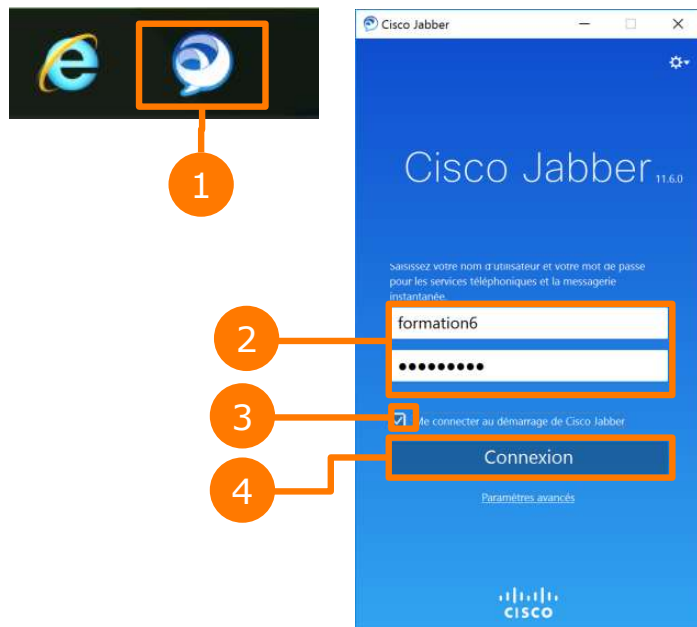 Cisco Jabber
1
Cisco Jabber 11.6.0
Saisissez votre nom d'utilisateur et votre mot de passe
pour les services téléphoniques et la messagerie
instantanée.
2
formation6
●●●●●●●●●
3
Me connecter au démarrage de Cisco Jabber
4
Connexion
Paramètres avancés
CISCO